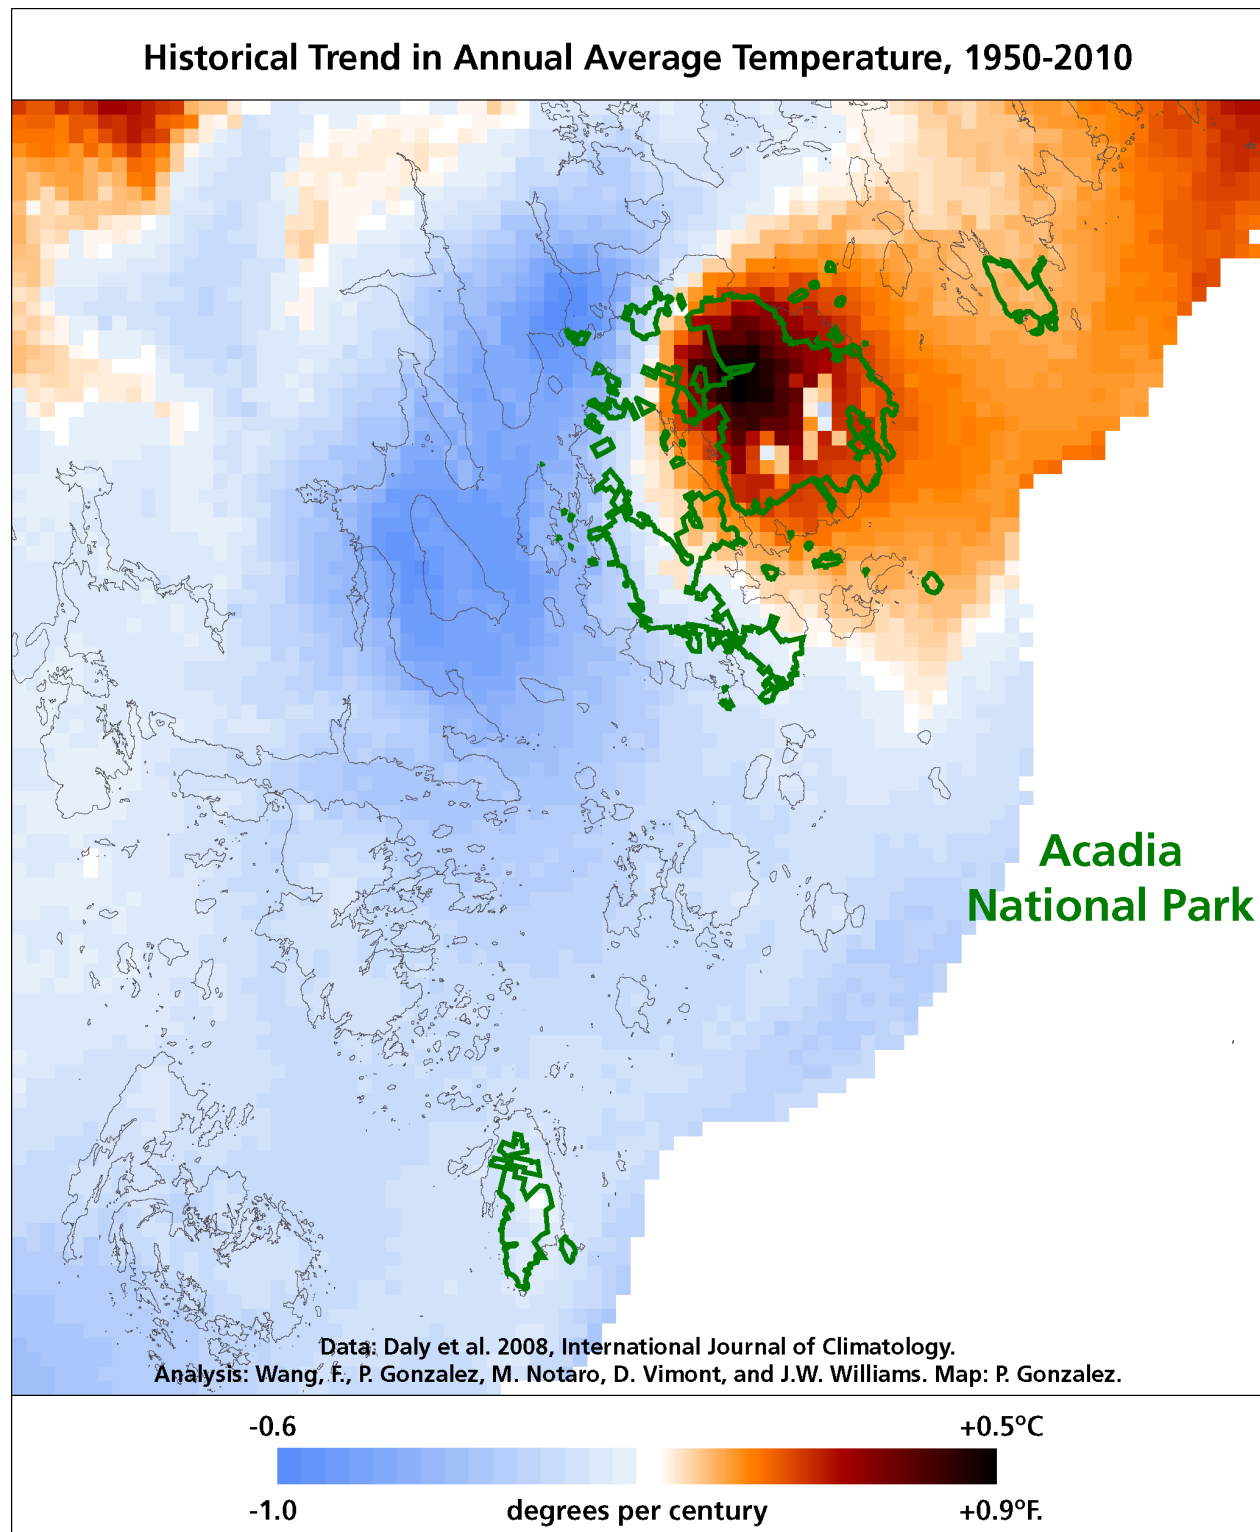 Historical Trend in Annual Average Temperature, 1950-2010
Acadia
National Park
Data: Daly et al. 2008, International Journal of Climatology.
Analysis: Wang, F., P. Gonzalez, M. Notaro, D. Vimont, and J.W. Williams. Map: P. Gonzalez.
-0.6 +0.5ºC
-1.0 degrees per century +0.9ºF.